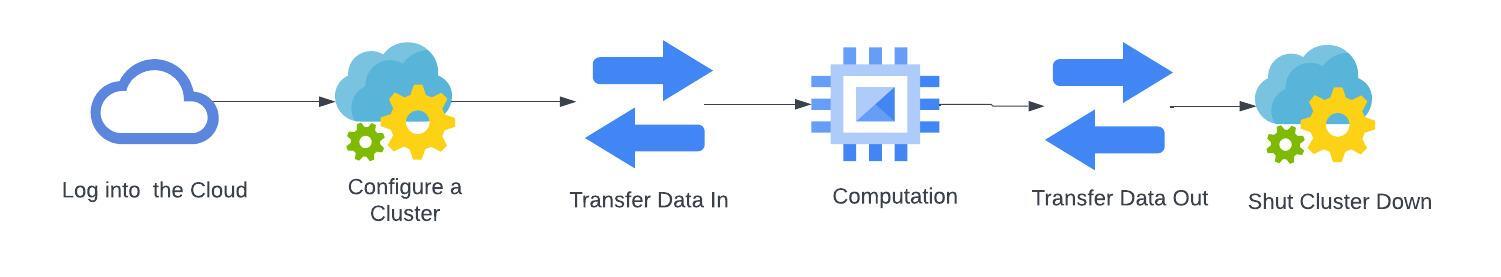 Log into  the Cloud
Configure a
Cluster
Transfer Data In
Computation
Transfer Data Out
Shut Cluster Down